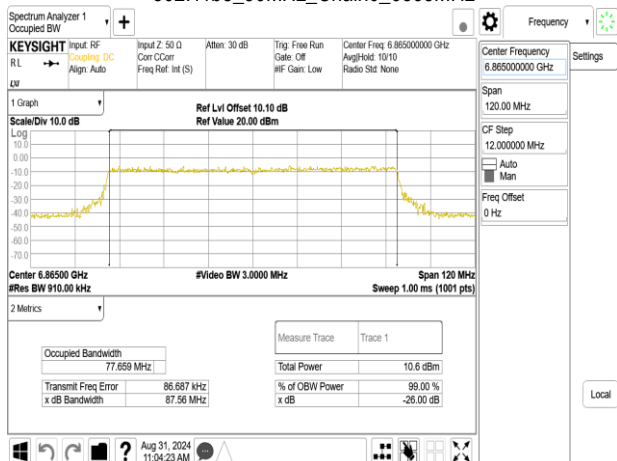 Spectrum Analyzer 1
Occupied BW
Frequency
KEYSIGHT
RL
LXI
Input: RF
Coupling: DC
Align: Auto
Input Z: 50 Ω
Corr CCorr
Freq Ref: Int (S)
Atten: 30 dB
Trig: Free Run
Gate: Off
#IF Gain: Low
Center Freq: 6.865000000 GHz
Avg|Hold: 10/10
Radio Std: None
Center Frequency
6.865000000 GHz
Settings
Span
120.00 MHz
CF Step
12.000000 MHz
Auto
Man
Freq Offset
0 Hz
Local
1 Graph
Scale/Div 10.0 dB
Ref Lvl Offset 10.10 dB
Ref Value 20.00 dBm
Log
10.0
0.00
-10.0
-20.0
-30.0
-40.0
-50.0
-60.0
-70.0
Center 6.86500 GHz
#Video BW 3.0000 MHz
Span 120 MHz
#Res BW 910.00 kHz
Sweep 1.00 ms (1001 pts)
2 Metrics
Measure Trace
Trace 1
Occupied Bandwidth
77.659 MHz
Total Power
10.6 dBm
Transmit Freq Error
86.687 kHz
% of OBW Power
99.00 %
x dB Bandwidth
87.56 MHz
x dB
-26.00 dB
Aug 31, 2024
11:04:23 AM